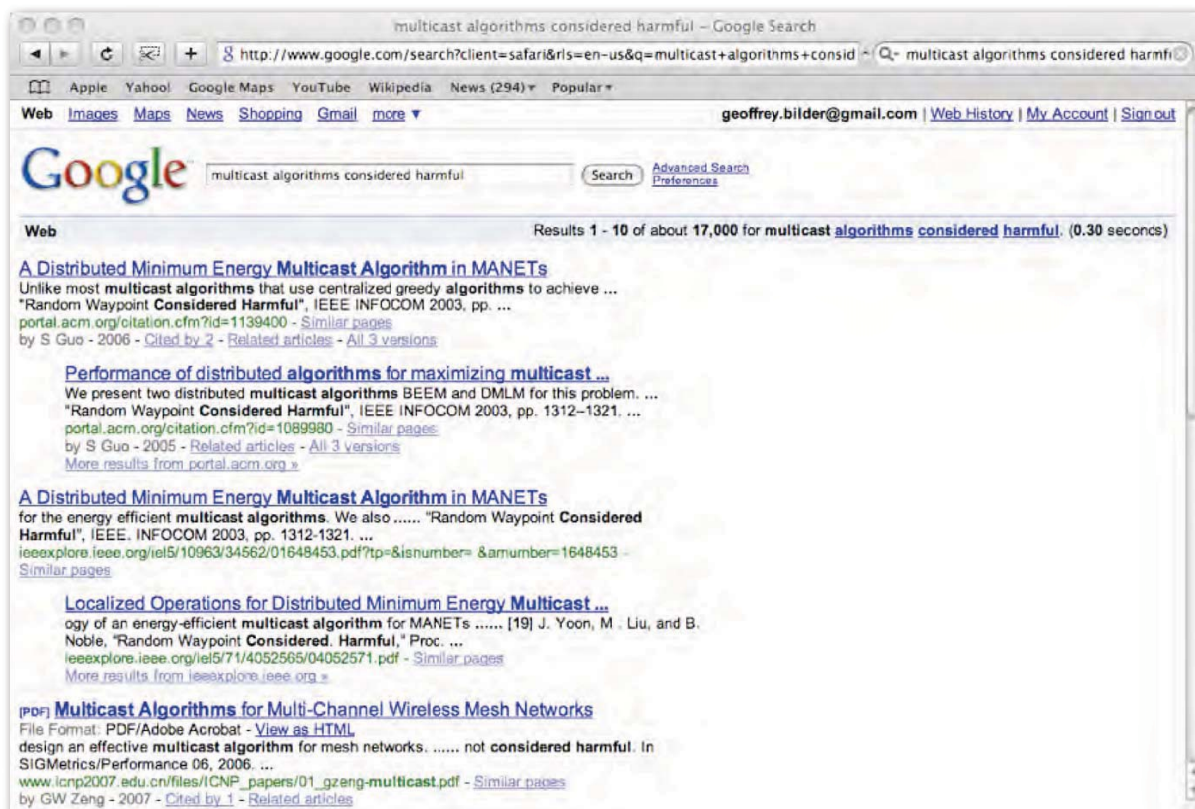 multicast algorithms considered harmful – Google Search
http://www.google.com/search?client=safari&rls=en-us&q=multicast+algorithms+consid
multicast algorithms considered harmf
Apple Yahoo! Google Maps YouTube Wikipedia News (294) Popular
Web Images Maps News Shopping Gmail more ▼ geoffrey.bilder@gmail.com | Web History | My Account | Sign out
Google multicast algorithms considered harmful Search Advanced Search
Preferences
Web Results 1 - 10 of about 17,000 for multicast algorithms considered harmful. (0.30 seconds)
A Distributed Minimum Energy Multicast Algorithm in MANETs
Unlike most multicast algorithms that use centralized greedy algorithms to achieve ...
"Random Waypoint Considered Harmful", IEEE INFOCOM 2003, pp. ...
portal.acm.org/citation.cfm?id=1139400 - Similar pages
by S Guo - 2006 - Cited by 2 - Related articles - All 3 versions
Performance of distributed algorithms for maximizing multicast ...
We present two distributed multicast algorithms BEEM and DMLM for this problem. ...
"Random Waypoint Considered Harmful", IEEE INFOCOM 2003, pp. 1312--1321. ...
portal.acm.org/citation.cfm?id=1089980 - Similar pages
by S Guo - 2005 - Related articles - All 3 versions
More results from portal.acm.org »
A Distributed Minimum Energy Multicast Algorithm in MANETs
for the energy efficient multicast algorithms. We also ...... "Random Waypoint Considered
Harmful", IEEE. INFOCOM 2003, pp. 1312-1321. ...
ieeexplore.ieee.org/iel5/10963/34562/01648453.pdf?tp=&isnumber= &arnumber=1648453 -
Similar pages
Localized Operations for Distributed Minimum Energy Multicast ...
ogy of an energy-efficient multicast algorithm for MANETs ...... [19] J. Yoon, M . Liu, and B.
Noble, "Random Waypoint Considered. Harmful," Proc. ...
ieeexplore.ieee.org/iel5/71/4052565/04052571.pdf - Similar pages
More results from ieeexplore.ieee.org »
[PDF] Multicast Algorithms for Multi-Channel Wireless Mesh Networks
File Format: PDF/Adobe Acrobat - View as HTML
design an effective multicast algorithm for mesh networks. ...... not considered harmful. In
SIGMetrics/Performance 06, 2006. ...
www.icnp2007.edu.cn/files/ICNP_papers/01_gzeng-multicast.pdf - Similar pages
by GW Zeng - 2007 - Cited by 1 - Related articles